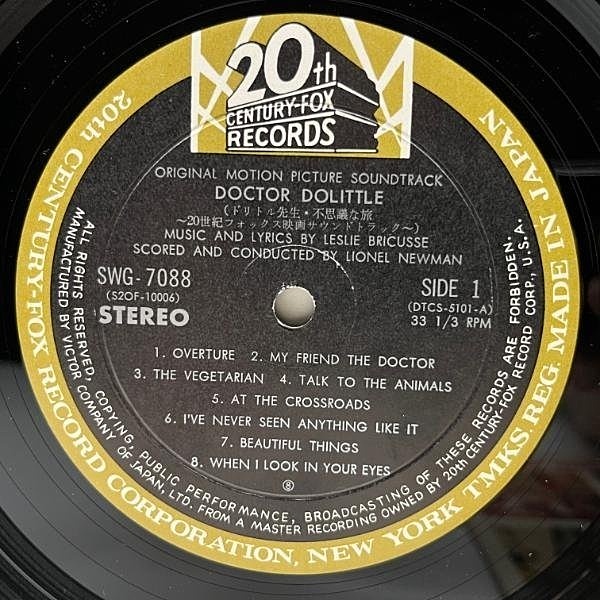 20th
CENTURY-FOX
RECORDS
ORIGINAL MOTION PICTURE SOUNDTRACK
DOCTOR DOLITTLE
(ドリトル先生・不思議な旅
～20世紀フォックス映画サウンドトラック～)
MUSIC AND LYRICS BY LESLIE BRICUSSE
SCORED AND CONDUCTED BY LIONEL NEWMAN
SWG-7088
(S2OF-10006)
STEREO
SIDE 1
(DTCS-5101-A)
33 1/3 RPM
1. OVERTURE 2. MY FRIEND THE DOCTOR
3. THE VEGETARIAN 4. TALK TO THE ANIMALS
5. AT THE CROSSROADS
6. I'VE NEVER SEEN ANYTHING LIKE IT
7. BEAUTIFUL THINGS
8. WHEN I LOOK IN YOUR EYES
Ⓑ
ALL RIGHTS RESERVED, COPYING, PUBLIC PERFORMANCE, BROADCASTING OF THESE RECORDS ARE FORBIDDEN.
MANUFACTURED BY VICTOR COMPANY OF JAPAN, LTD. FROM A MASTER RECORDING OWNED BY 20th CENTURY-FOX RECORD CORP., U.S.A.
20th CENTURY-FOX RECORD CORPORATION, NEW YORK TMKS. REG MADE IN JAPAN